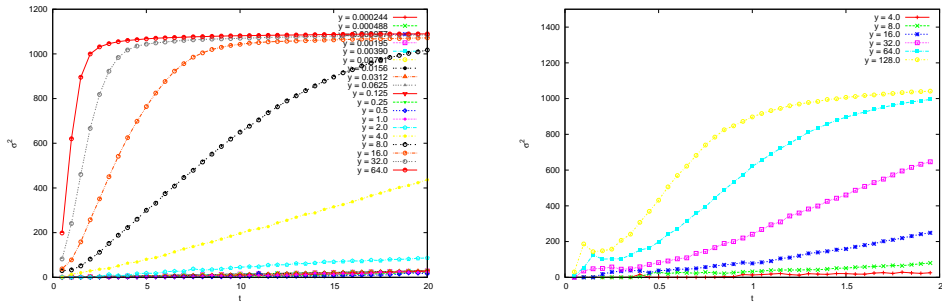 1200
1000
800
600
400
200
0
0
5
10
15
20
σ²
t
y = 0.000244
y = 0.000488
y = 0.00195
y = 0.00390
y = 0.0156
y = 0.0312
y = 0.0625
y = 0.125
y = 0.25
y = 0.5
y = 1.0
y = 2.0
y = 4.0
y = 8.0
y = 16.0
y = 32.0
y = 64.0
1400
1200
1000
800
600
400
200
0
0
0.5
1
1.5
2
σ²
t
y = 4.0
y = 8.0
y = 16.0
y = 32.0
y = 64.0
y = 128.0